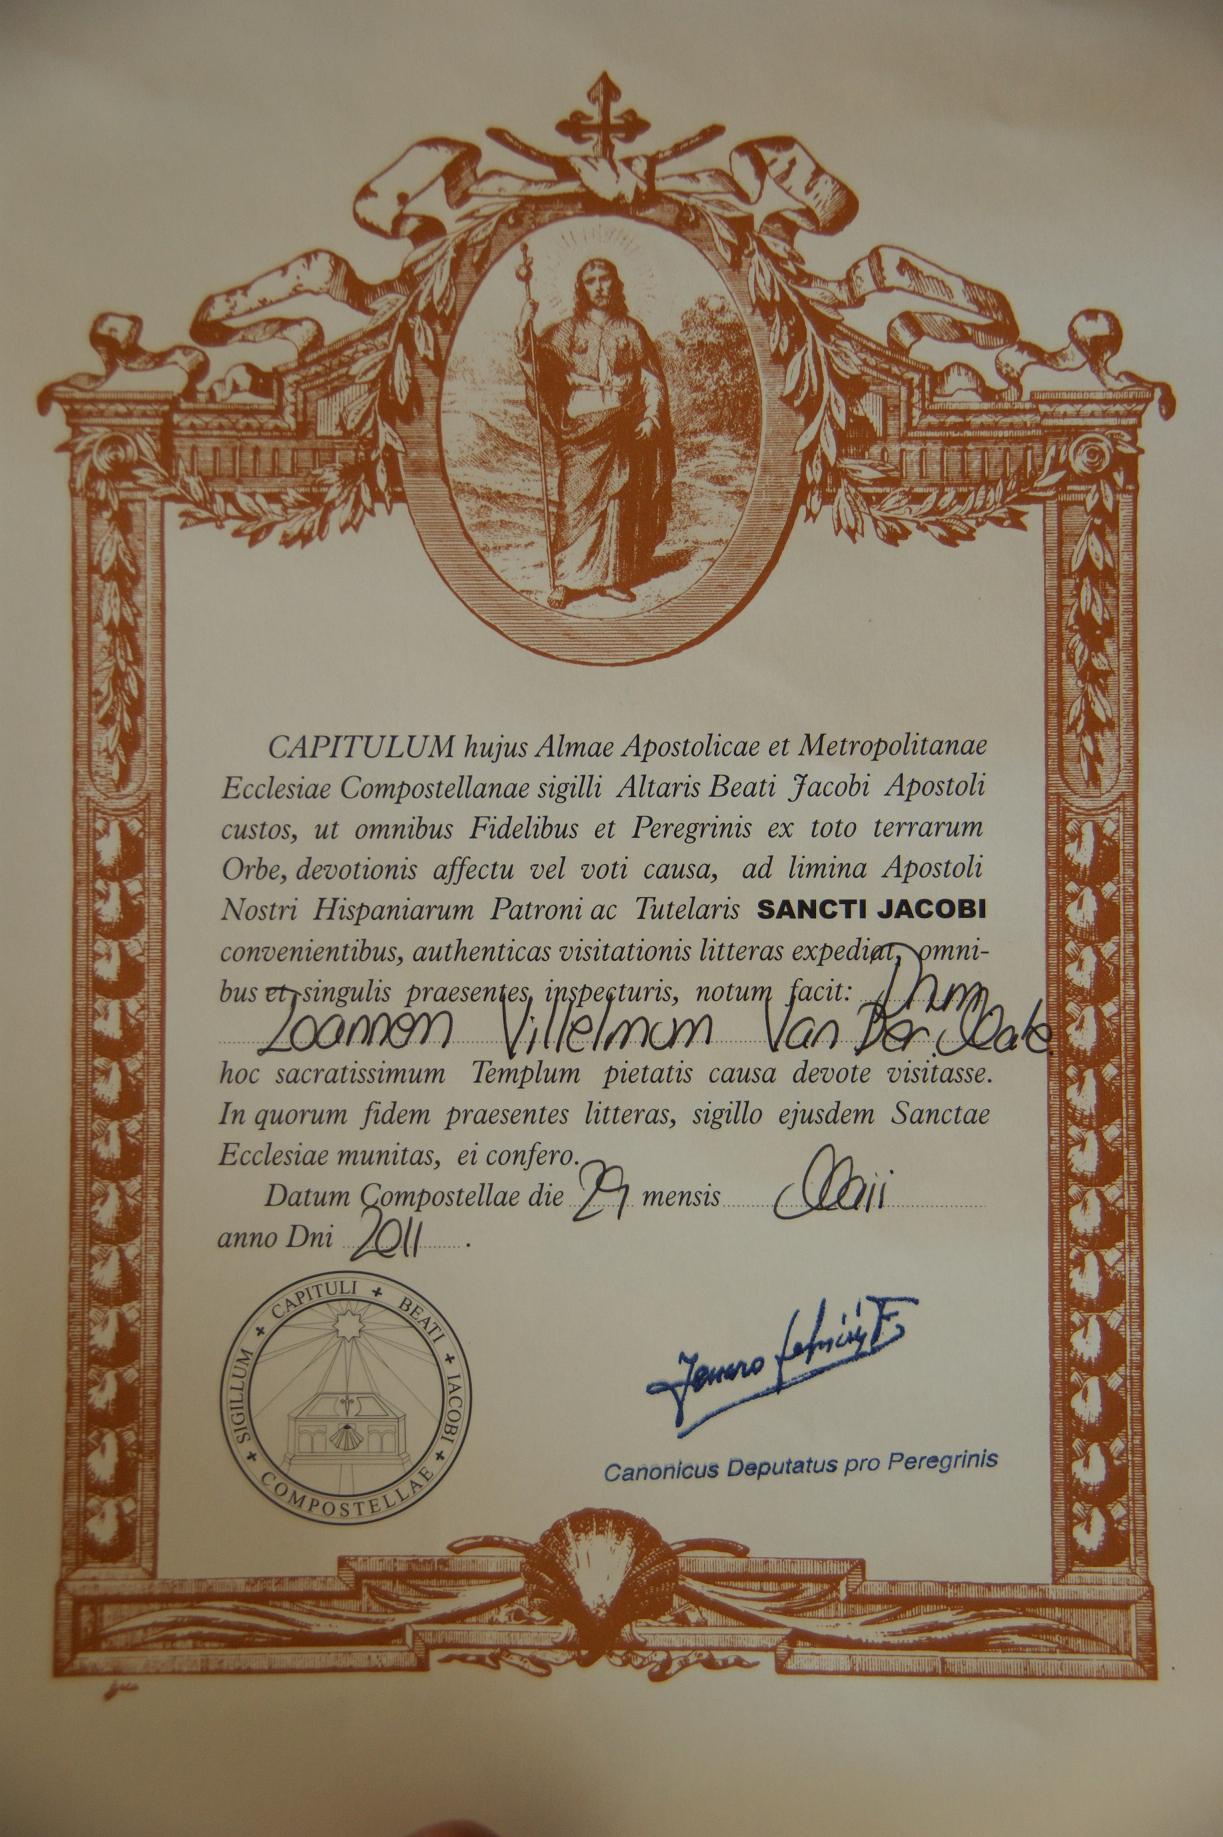 CAPITULUM hujus Almae Apostolicae et Metropolitanae
Ecclesiae Compostellanae sigilli Altaris Beati Jacobi Apostoli
custos, ut omnibus Fidelibus et Peregrinis ex toto terrarum
Orbe, devotionis affectu vel voti causa, ad limina Apostoli
Nostri Hispaniarum Patroni ac Tutelaris SANCTI JACOBI
convenientibus, authenticas visitationis litteras expediat, omni-
bus et singulis praesentes inspecturis, notum facit: Dnum
Ioannem Villelmum Van Der
hoc sacratissimum Templum pietatis causa devote visitasse.
In quorum fidem praesentes litteras, sigillo ejusdem Sanctae
Ecclesiae munitas, ei confero.
Datum Compostellae die 29 mensis Maii
anno Dni 2011.
SIGILLUM + CAPITULI + BEATI + IACOBI + COMPOSTELLAE +
Canonicus Deputatus pro Peregrinis